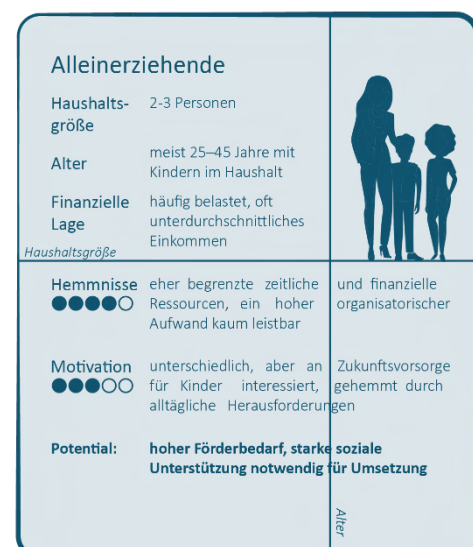 Alleinerziehende
Haushalts- 2-3 Personen
größe
Alter meist 25–45 Jahre mit
Kindern im Haushalt
Finanzielle häufig belastet, oft
Lage unterdurchschnittliches
Einkommen
Haushaltsgröße
Hemmnisse eher begrenzte zeitliche und finanzielle
Ressourcen, ein hoher organisatorischer
Aufwand kaum leistbar
Motivation unterschiedlich, aber an Zukunftsvorsorge
für Kinder interessiert, gehemmt durch
alltägliche Herausforderungen
Potential: hoher Förderbedarf, starke soziale
Unterstützung notwendig für Umsetzung
Alter